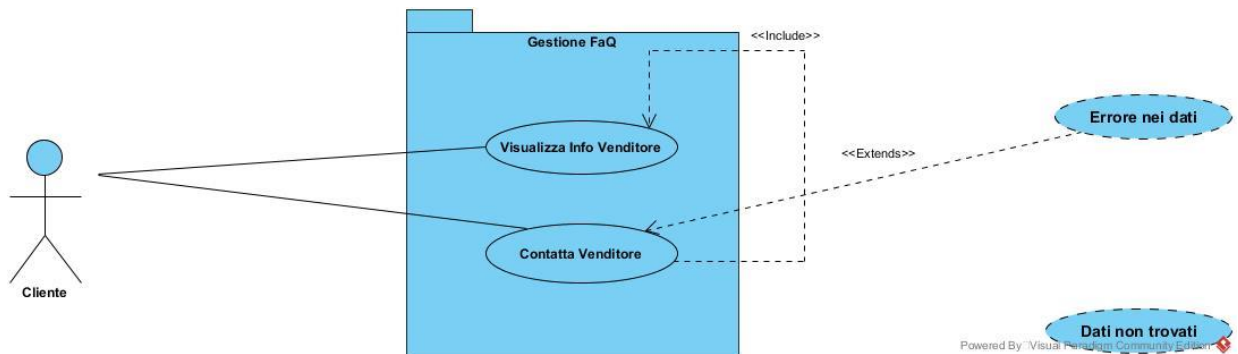 Gestione FaQ
<<Include>>
Errore nei dati
Visualizza Info Venditore
<<Extends>>
Contatta Venditore
Cliente
Dati non trovati
Powered By Visual Paradigm Community Edition